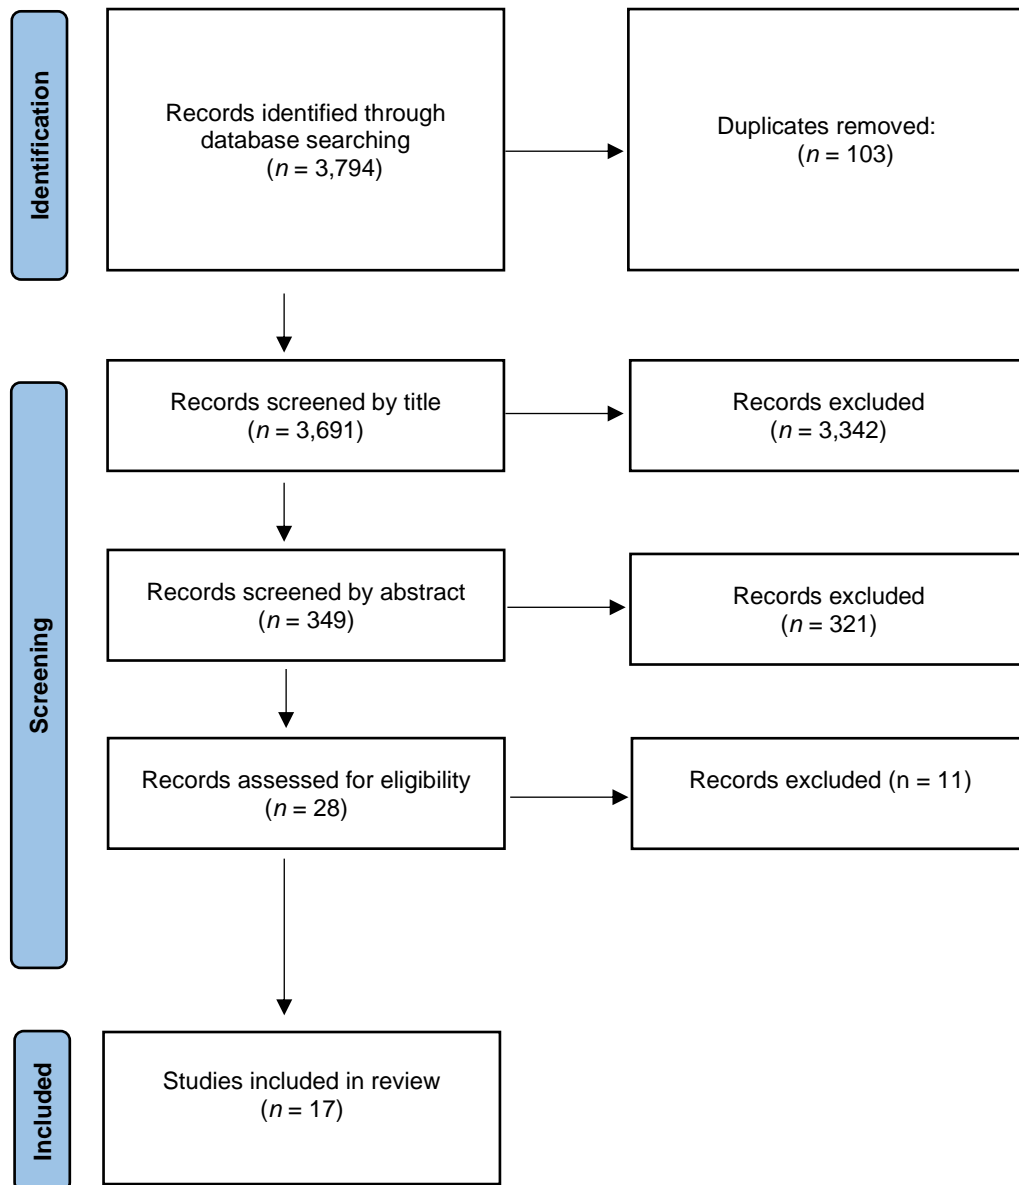 Identification
Records identified through
database searching
(n = 3,794)
Duplicates removed:
(n = 103)
Screening
Records screened by title
(n = 3,691)
Records excluded
(n = 3,342)
Records screened by abstract
(n = 349)
Records excluded
(n = 321)
Records assessed for eligibility
(n = 28)
Records excluded (n = 11)
Included
Studies included in review
(n = 17)